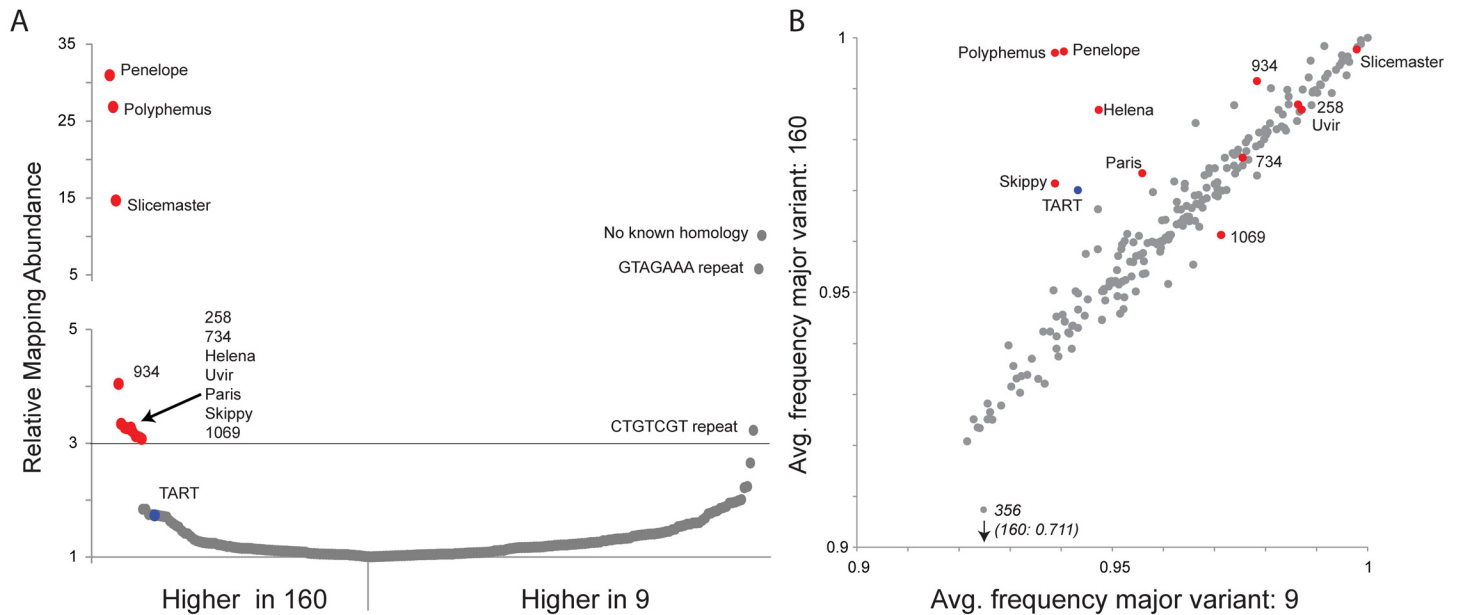 A
Relative Mapping Abundance
35
25
15
5
5
3
1
Penelope
Polyphemus
Slicemaster
No known homology
GTAGAAA repeat
258
734
Helena
Uvir
Paris
Skippy
1069
934
CTGTCGT repeat
TART
Higher in 160
Higher in 9
B
Avg. frequency major variant: 160
1
0.95
0.9
Polyphemus
Penelope
934
Slicemaster
Helena
258
Uvir
Paris
734
Skippy
TART
1069
356
(160: 0.711)
0.9
0.95
1
Avg. frequency major variant: 9